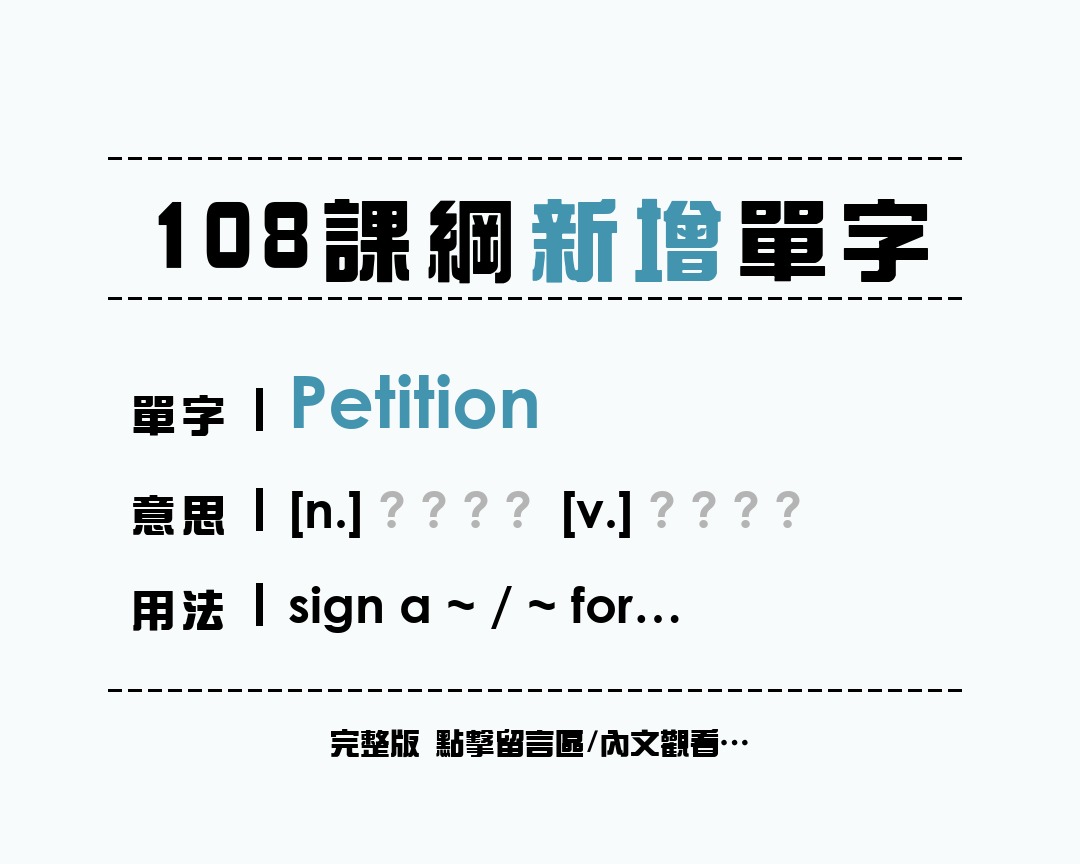 108課綱新增單字
單字 | Petition
意思 | [n.] ? ? ? ? [v.] ? ? ? ?
用法 | sign a ~ / ~ for...
完整版 點擊留言區/內文觀看...